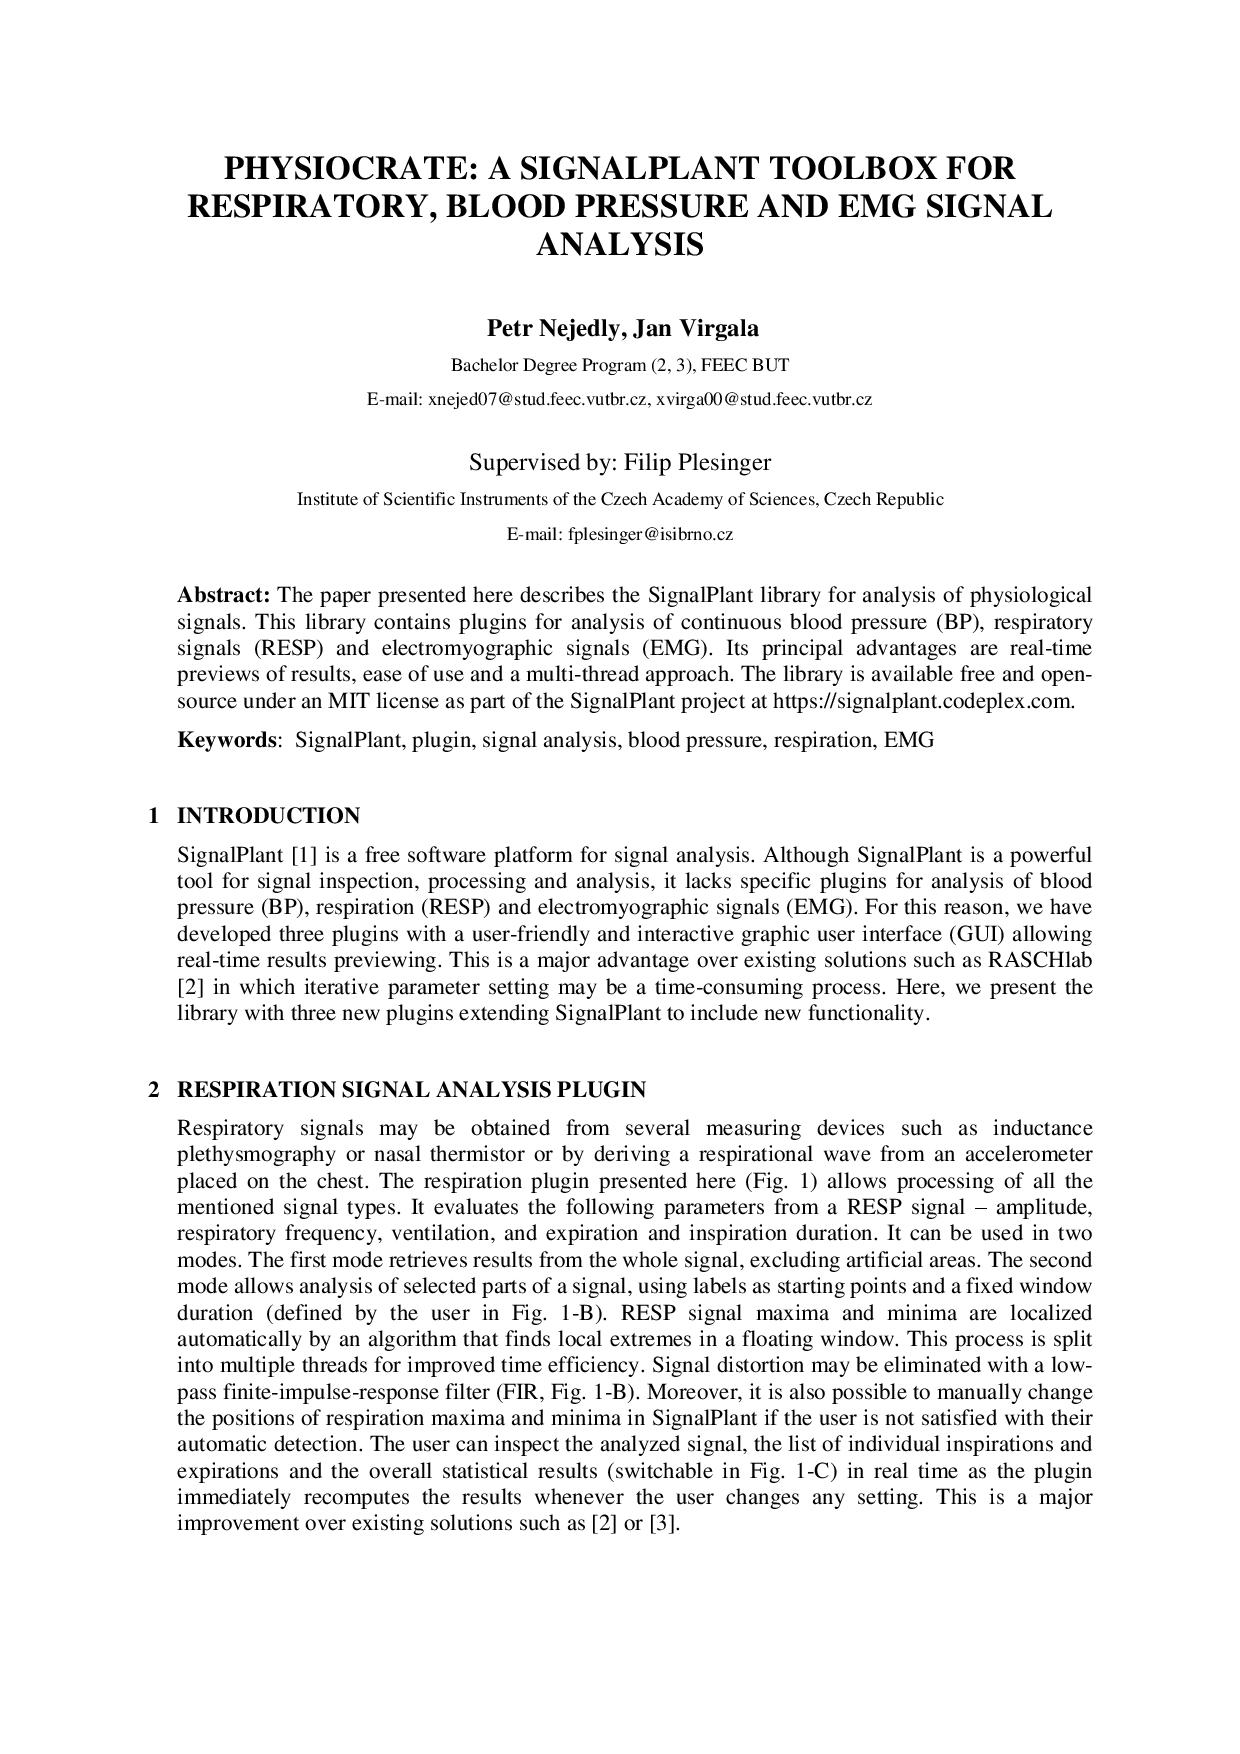 PHYSIOCRATE: A SIGNALPLANT TOOLBOX FOR
RESPIRATORY, BLOOD PRESSURE AND EMG SIGNAL
ANALYSIS
Petr Nejedly, Jan Virgala
Bachelor Degree Program (2, 3), FEEC BUT
E-mail: xnejed07@stud.feec.vutbr.cz, xvirga00@stud.feec.vutbr.cz
Supervised by: Filip Plesinger
Institute of Scientific Instruments of the Czech Academy of Sciences, Czech Republic
E-mail: fplesinger@isibrno.cz
Abstract: The paper presented here describes the SignalPlant library for analysis of physiological
signals. This library contains plugins for analysis of continuous blood pressure (BP), respiratory
signals (RESP) and electromyographic signals (EMG). Its principal advantages are real-time
previews of results, ease of use and a multi-thread approach. The library is available free and open-
source under an MIT license as part of the SignalPlant project at https://signalplant.codeplex.com.
Keywords: SignalPlant, plugin, signal analysis, blood pressure, respiration, EMG
1 INTRODUCTION
SignalPlant [1] is a free software platform for signal analysis. Although SignalPlant is a powerful
tool for signal inspection, processing and analysis, it lacks specific plugins for analysis of blood
pressure (BP), respiration (RESP) and electromyographic signals (EMG). For this reason, we have
developed three plugins with a user-friendly and interactive graphic user interface (GUI) allowing
real-time results previewing. This is a major advantage over existing solutions such as RASCHlab
[2] in which iterative parameter setting may be a time-consuming process. Here, we present the
library with three new plugins extending SignalPlant to include new functionality.
2 RESPIRATION SIGNAL ANALYSIS PLUGIN
Respiratory signals may be obtained from several measuring devices such as inductance
plethysmography or nasal thermistor or by deriving a respirational wave from an accelerometer
placed on the chest. The respiration plugin presented here (Fig. 1) allows processing of all the
mentioned signal types. It evaluates the following parameters from a RESP signal – amplitude,
respiratory frequency, ventilation, and expiration and inspiration duration. It can be used in two
modes. The first mode retrieves results from the whole signal, excluding artificial areas. The second
mode allows analysis of selected parts of a signal, using labels as starting points and a fixed window
duration (defined by the user in Fig. 1-B). RESP signal maxima and minima are localized
automatically by an algorithm that finds local extremes in a floating window. This process is split
into multiple threads for improved time efficiency. Signal distortion may be eliminated with a low-
pass finite-impulse-response filter (FIR, Fig. 1-B). Moreover, it is also possible to manually change
the positions of respiration maxima and minima in SignalPlant if the user is not satisfied with their
automatic detection. The user can inspect the analyzed signal, the list of individual inspirations and
expirations and the overall statistical results (switchable in Fig. 1-C) in real time as the plugin
immediately recomputes the results whenever the user changes any setting. This is a major
improvement over existing solutions such as [2] or [3].